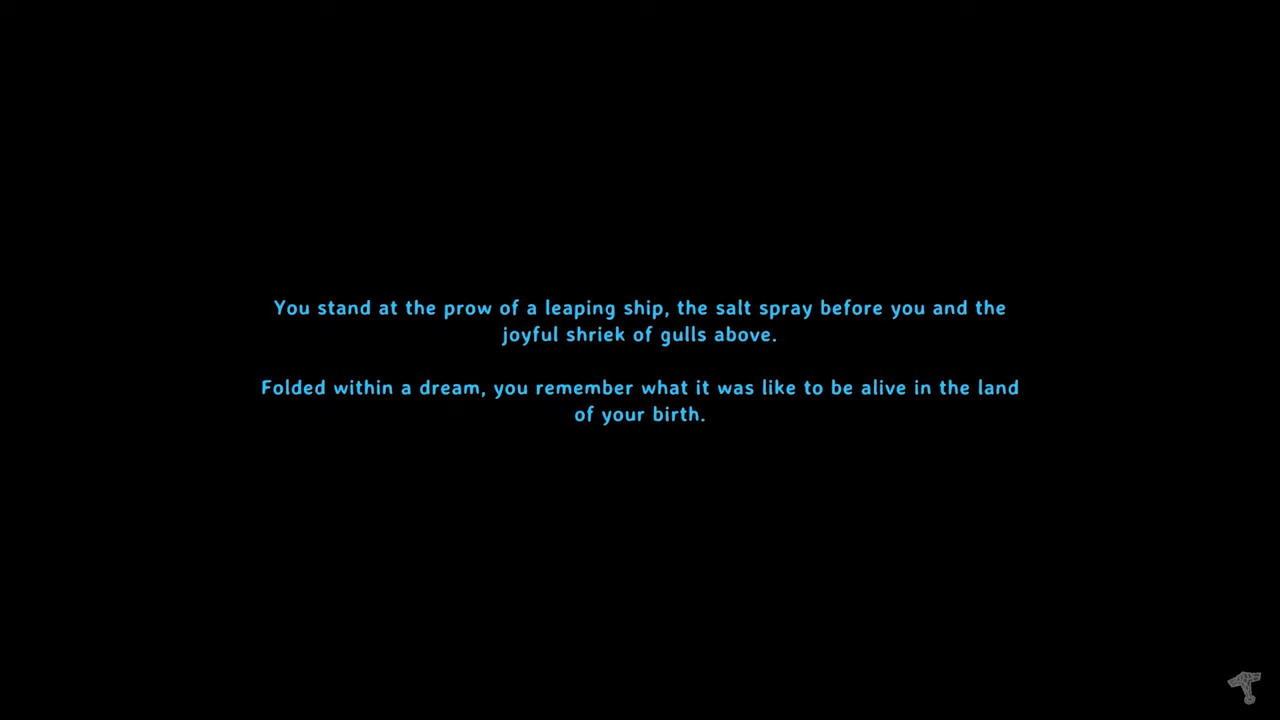 You stand at the prow of a leaping ship, the salt spray before you and the
joyful shriek of gulls above.
Folded within a dream, you remember what it was like to be alive in the land
of your birth.